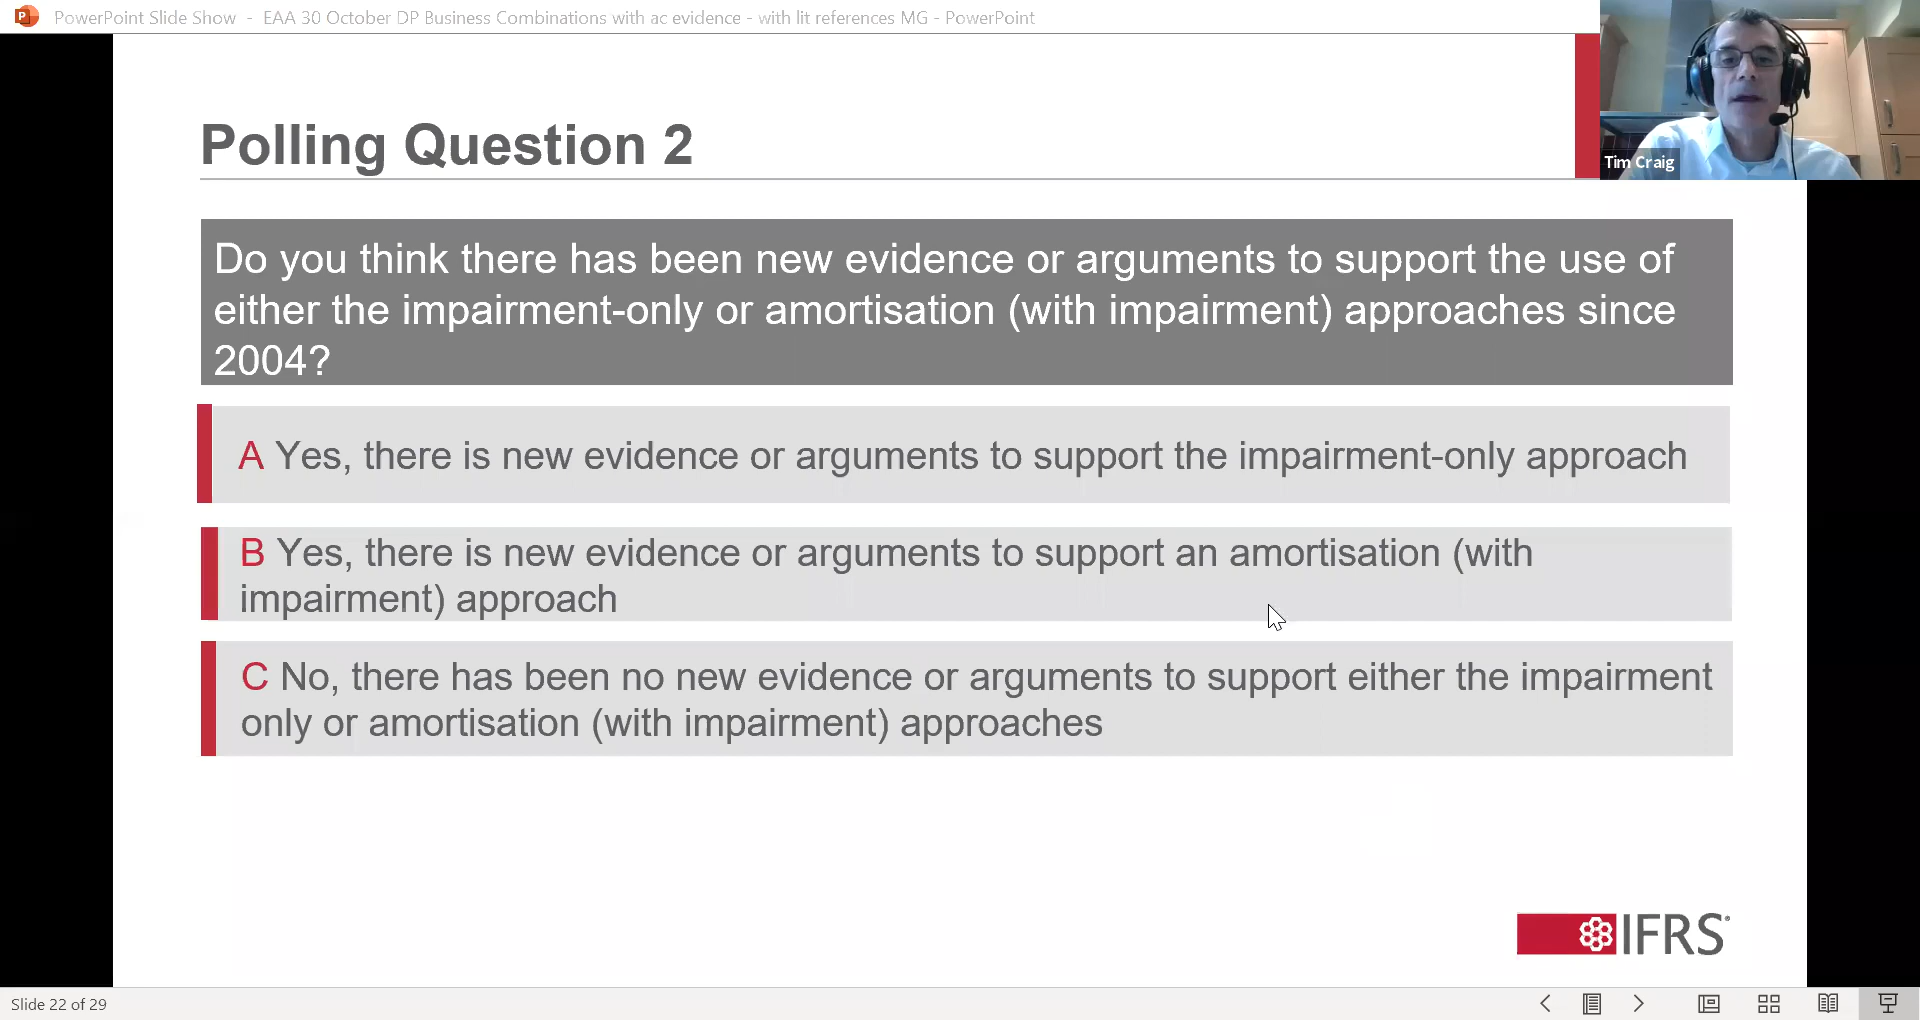 PowerPoint Slide Show - EAA 30 October DP Business Combinations with ac evidence - with lit references MG - PowerPoint
Tim Craig
Polling Question 2
Do you think there has been new evidence or arguments to support the use of
either the impairment-only or amortisation (with impairment) approaches since
2004?
A Yes, there is new evidence or arguments to support the impairment-only approach
B Yes, there is new evidence or arguments to support an amortisation (with
impairment) approach
C No, there has been no new evidence or arguments to support either the impairment
only or amortisation (with impairment) approaches
IFRS®
Slide 22 of 29